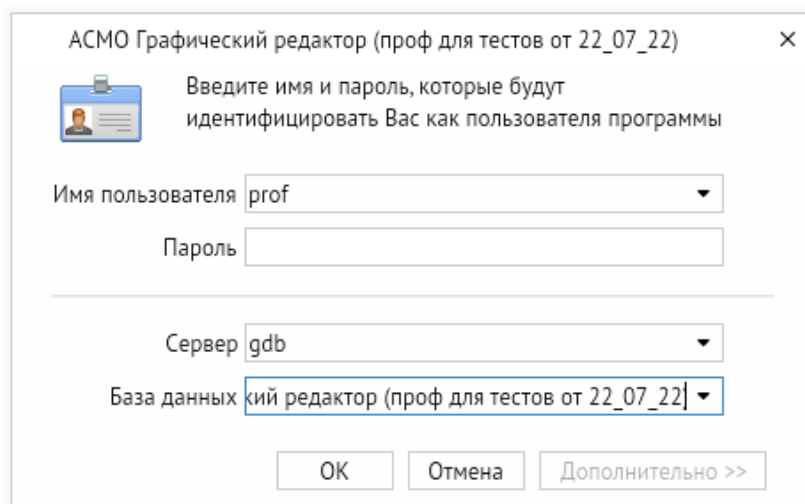 АСМО Графический редактор (проф для тестов от 22_07_22)
Введите имя и пароль, которые будут
идентифицировать Вас как пользователя программы
Имя пользователя prof
Пароль
Сервер gdb
База данных кий редактор (проф для тестов от 22_07_22)
ОК Отмена Дополнительно >>